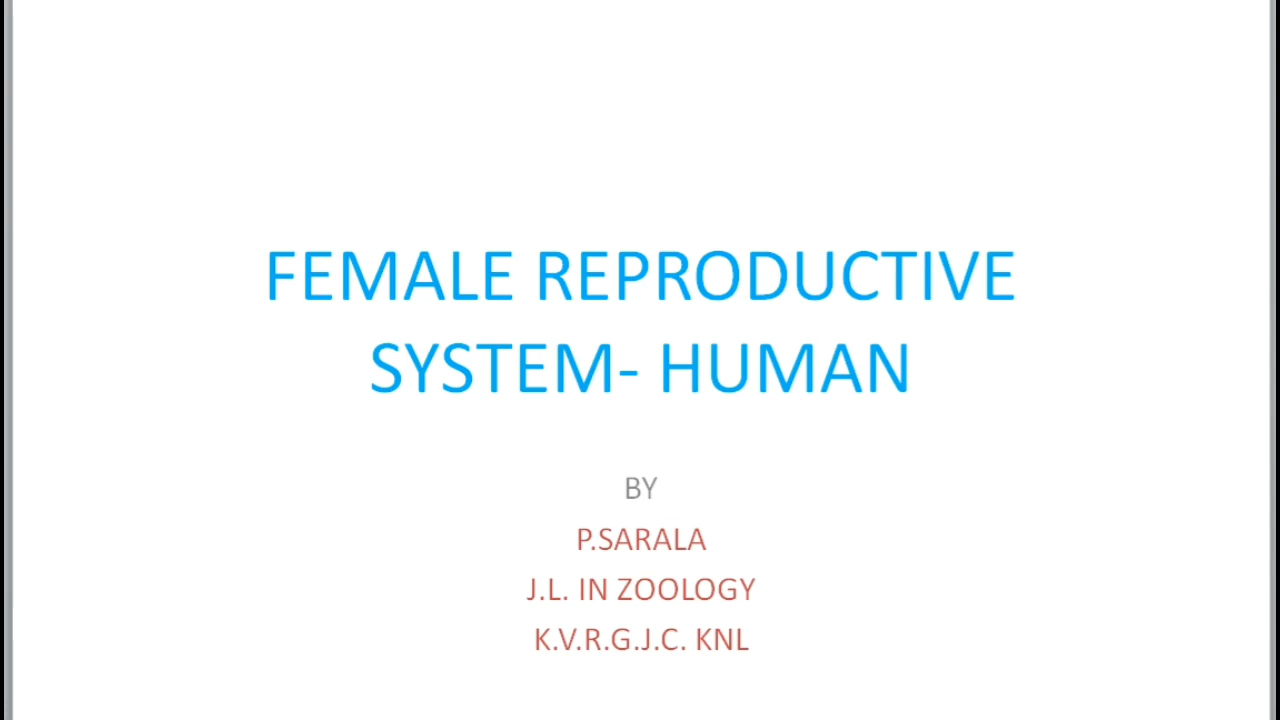 FEMALE REPRODUCTIVE
SYSTEM- HUMAN
BY
P.SARALA
J.L. IN ZOOLOGY
K.V.R.G.J.C. KNL